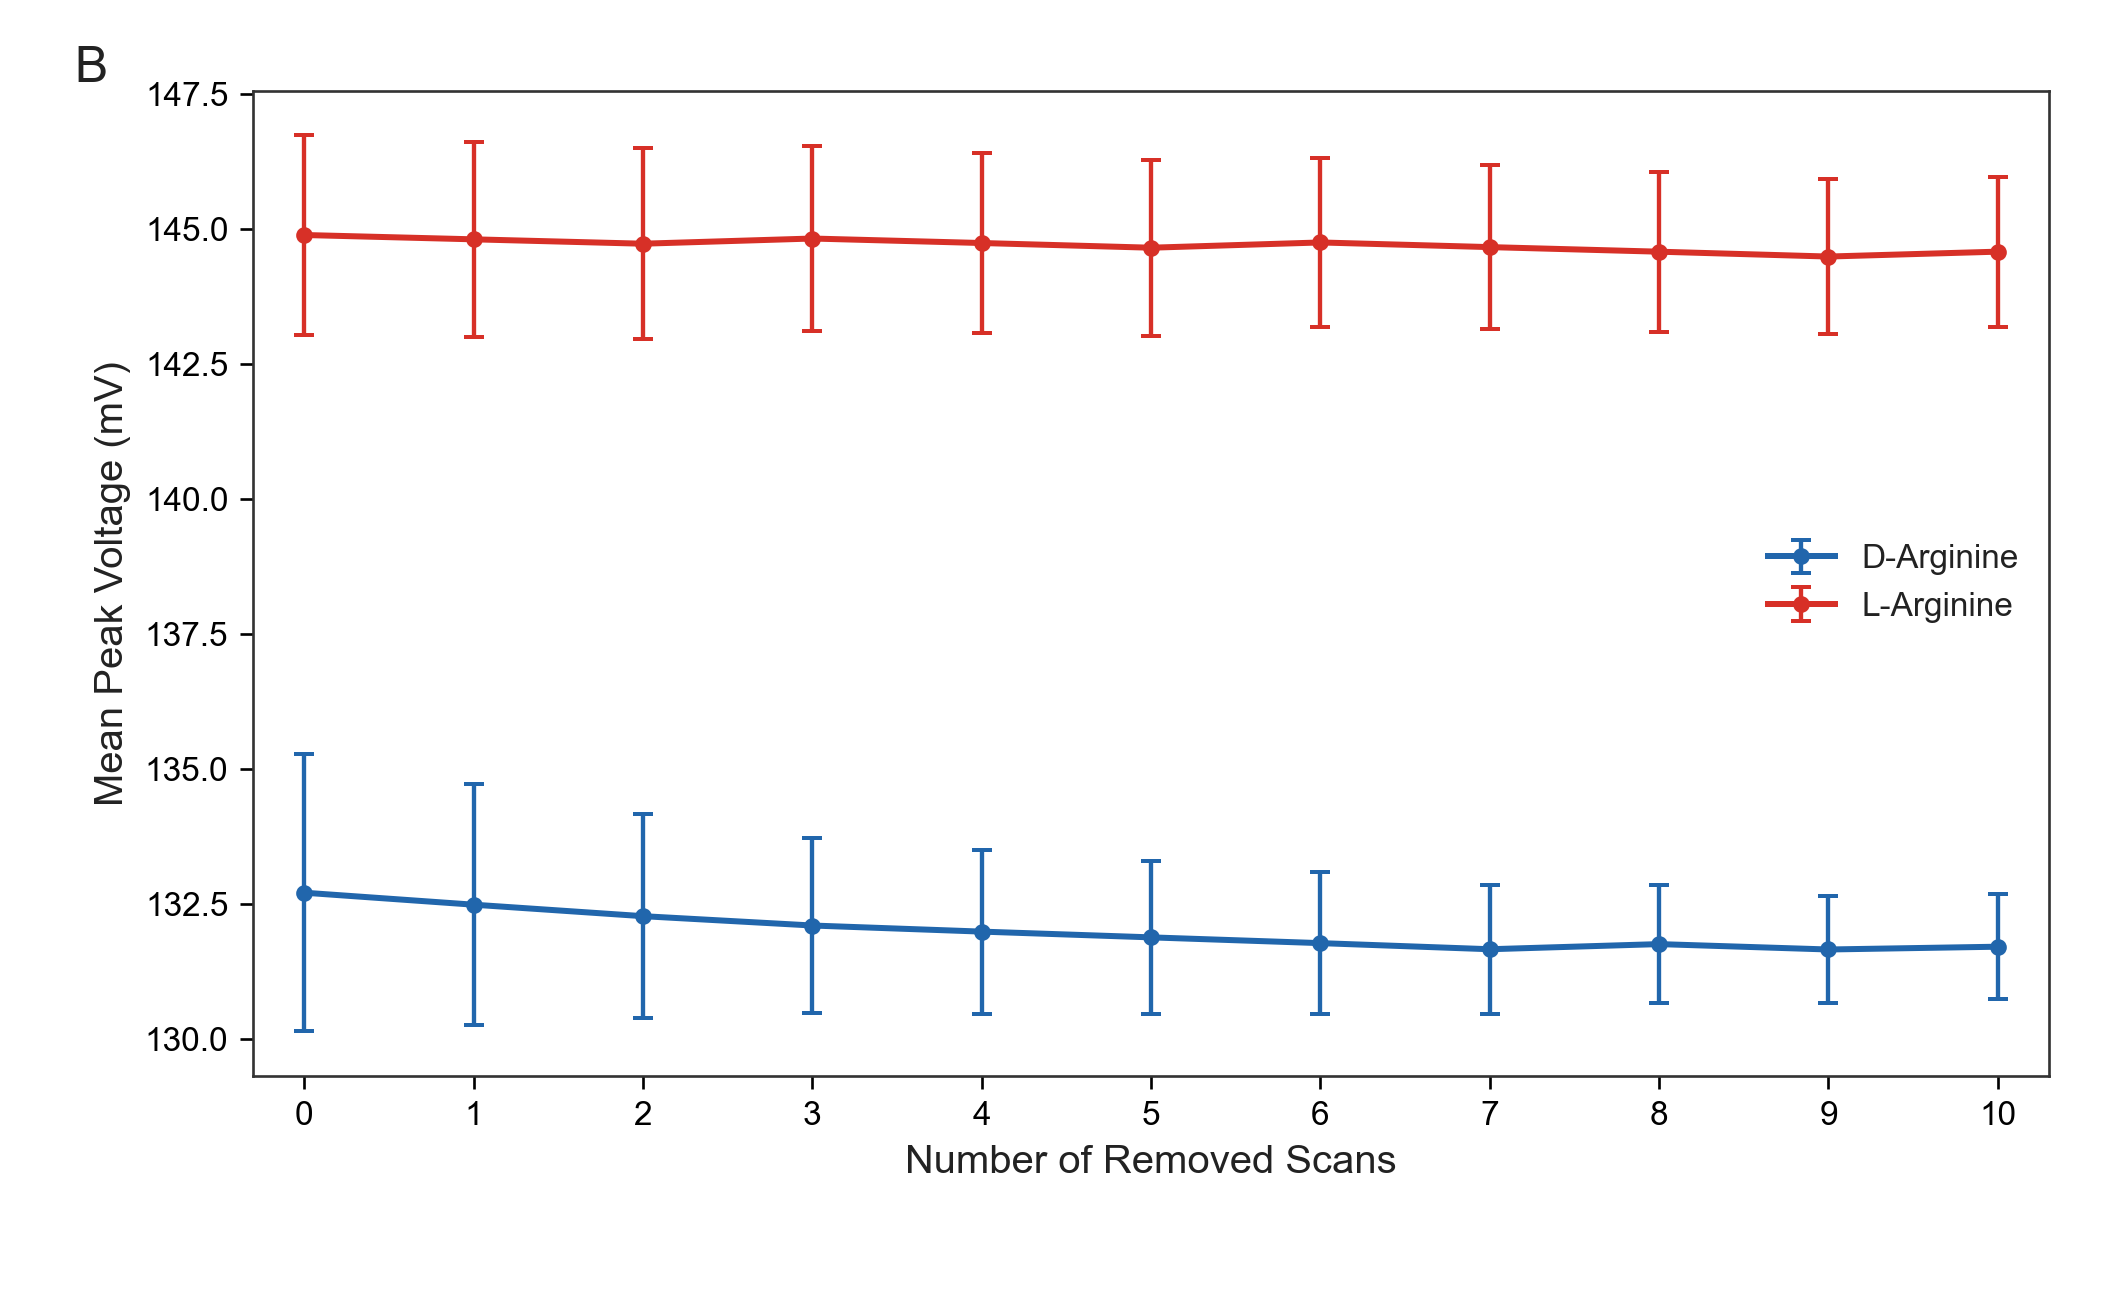 B
147.5
145.0
142.5
140.0
137.5
135.0
132.5
130.0
Mean Peak Voltage (mV)
D-Arginine
L-Arginine
0 1 2 3 4 5 6 7 8 9 10
Number of Removed Scans